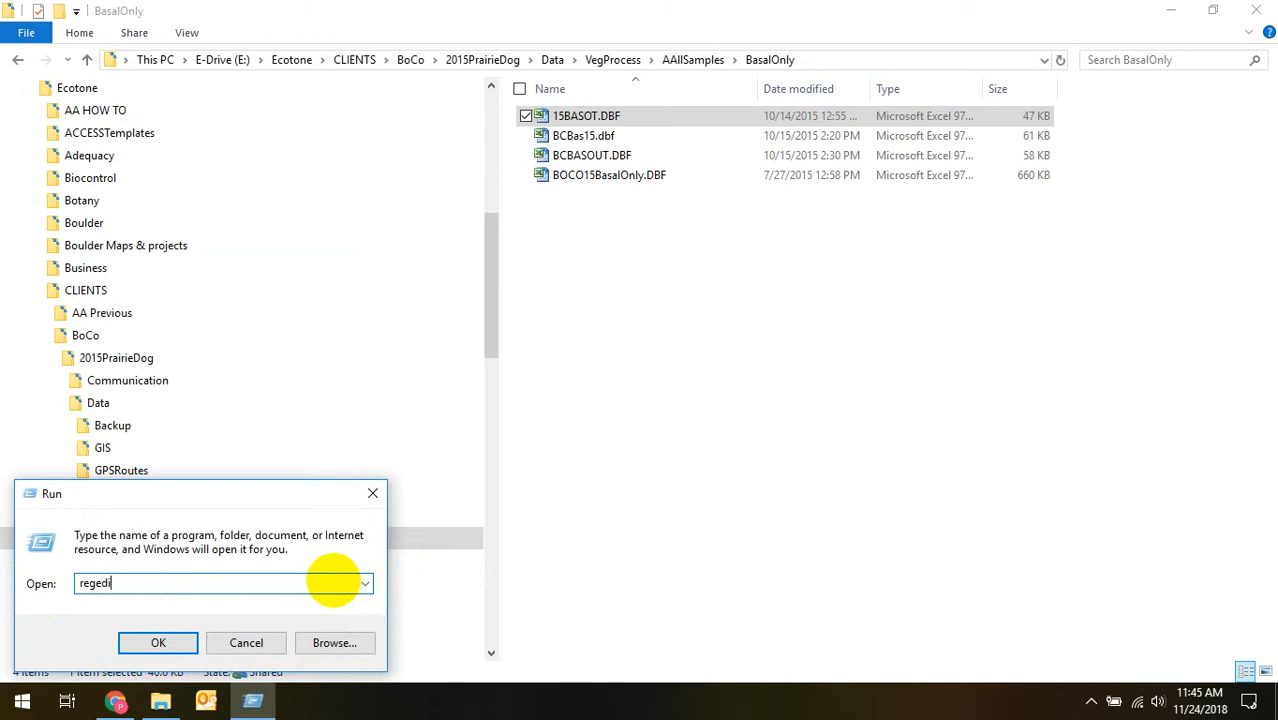 BasalOnly
File Home Share View
This PC > E-Drive (E:) > Ecotone > CLIENTS > BoCo > 2015PrairieDog > Data > VegProcess > AAllSamples > BasalOnly
Search BasalOnly
Name Date modified Type Size
15BASOT.DBF 10/14/2015 12:55 ... Microsoft Excel 97... 47 KB
BCBas15.dbf 10/15/2015 2:20 PM Microsoft Excel 97... 61 KB
BCBASOUT.DBF 10/15/2015 2:30 PM Microsoft Excel 97... 58 KB
BOCO15BasalOnly.DBF 7/27/2015 12:58 PM Microsoft Excel 97... 660 KB
Ecotone
AA HOW TO
ACCESSTemplates
Adequacy
Biocontrol
Botany
Boulder
Boulder Maps & projects
Business
CLIENTS
AA Previous
BoCo
2015PrairieDog
Communication
Data
Backup
GIS
GPSRoutes
Run
Type the name of a program, folder, document, or Internet
resource, and Windows will open it for you.
Open: regedi
OK Cancel Browse...
4 items 1 item selected 46.0 KB State: Shared
11:45 AM
11/24/2018